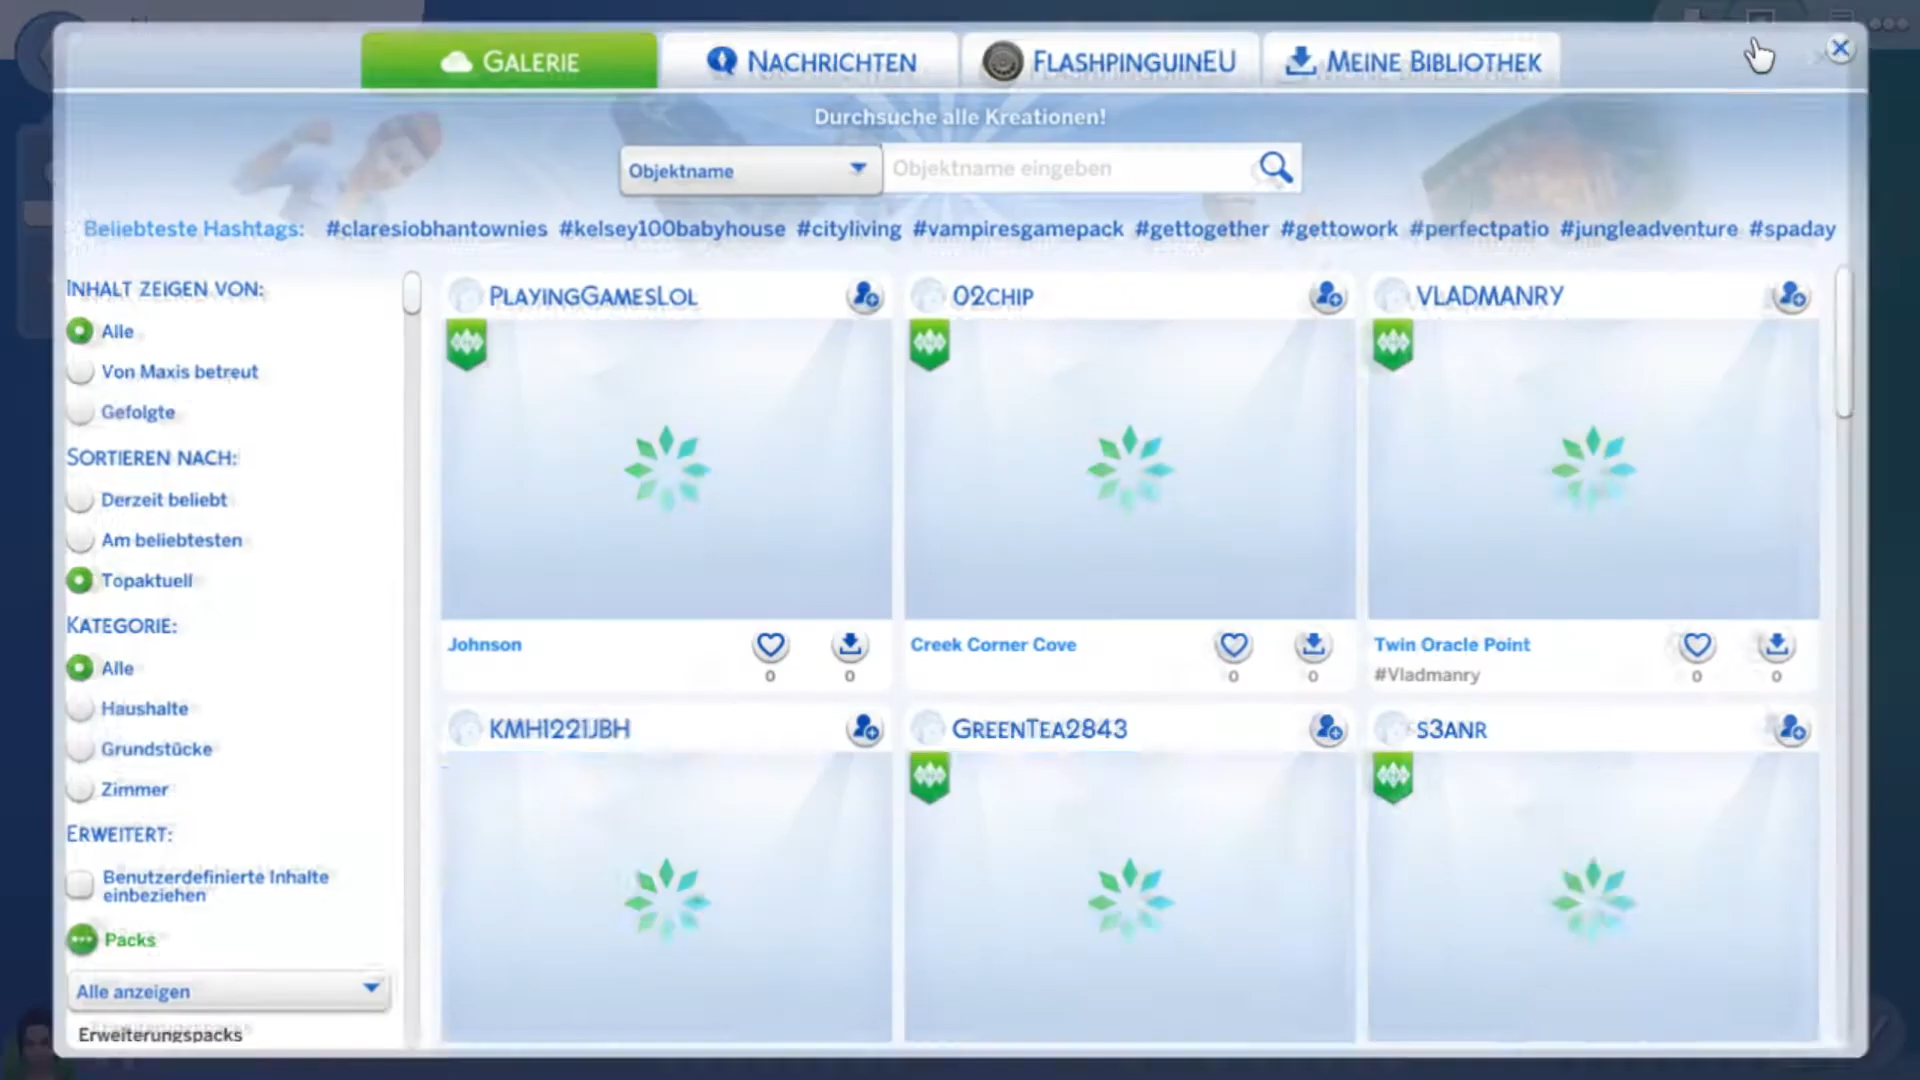 Galerie
Nachrichten
FlashpinguinEU
Meine Bibliothek
Durchsuche alle Kreationen!
Objektname
Objektname eingeben
Beliebteste Hashtags: #claresiobhantownies #kelsey100babyhouse #cityliving #vampiresgamepack #gettogether #gettowork #perfectpatio #jungleadventure #spaday
Inhalt zeigen von:
Alle
Von Maxis betreut
Gefolgte
Sortieren nach:
Derzeit beliebt
Am beliebtesten
Topaktuell
Kategorie:
Alle
Haushalte
Grundstücke
Zimmer
Erweitert:
Benutzerdefinierte Inhalte
einbeziehen
Packs
Alle anzeigen
Erweiterungspacks
PlayingGamesLol
02chip
vladmanry
Johnson
0
0
Creek Corner Cove
0
0
Twin Oracle Point
#Vladmanry
0
0
KMH1221JBH
GreenTea2843
s3anr